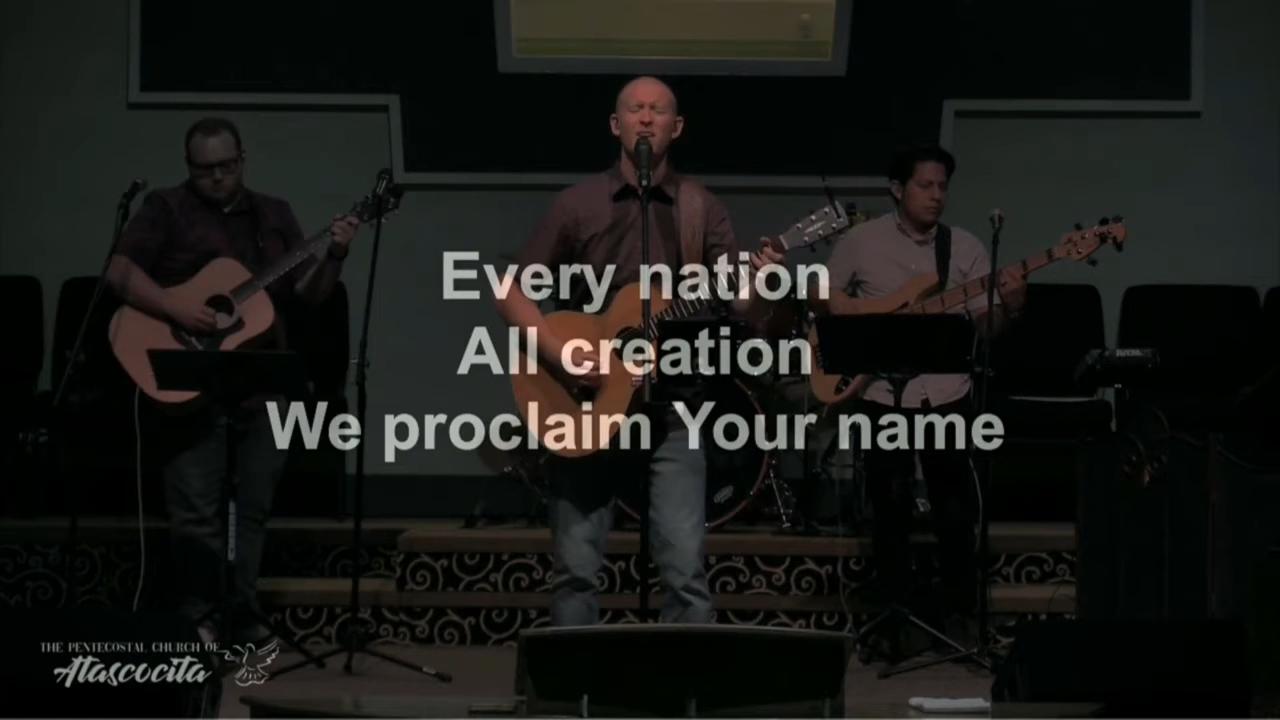 Every nation
All creation
We proclaim Your name
THE PENTECOSTAL CHURCH OF
Atascocita